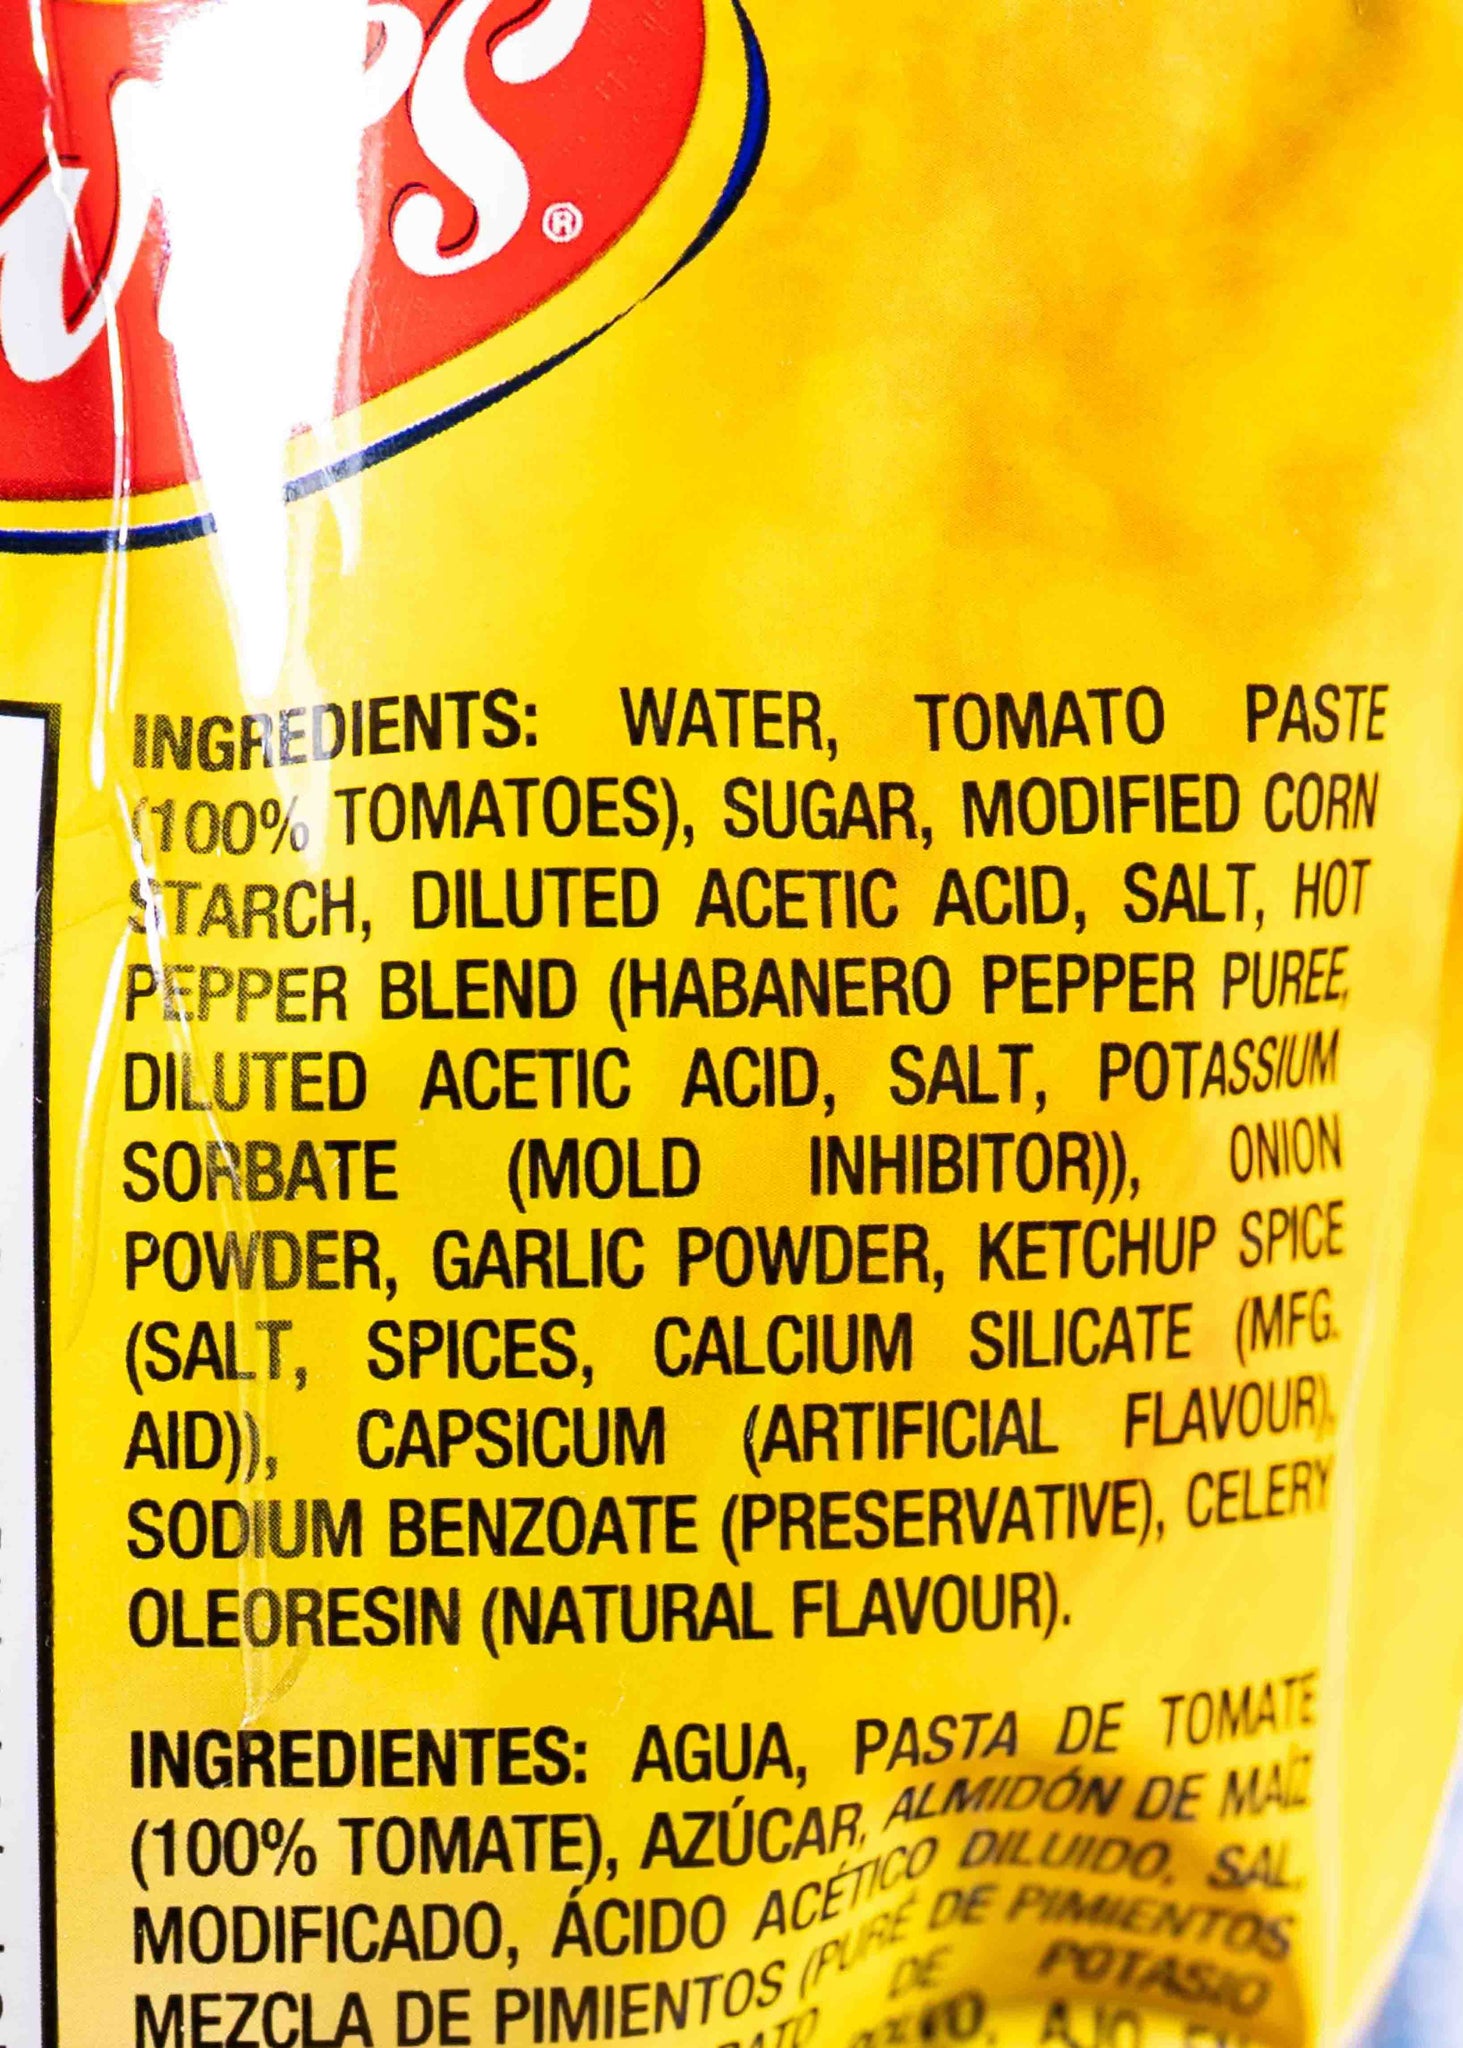 ®
INGREDIENTS: WATER, TOMATO PASTE
(100% TOMATOES), SUGAR, MODIFIED CORN
STARCH, DILUTED ACETIC ACID, SALT, HOT
PEPPER BLEND (HABANERO PEPPER PUREE,
DILUTED ACETIC ACID, SALT, POTASSIUM
SORBATE (MOLD INHIBITOR)), ONION
POWDER, GARLIC POWDER, KETCHUP SPICE
(SALT, SPICES, CALCIUM SILICATE (MFG.
AID)), CAPSICUM (ARTIFICIAL FLAVOUR),
SODIUM BENZOATE (PRESERVATIVE), CELERY
OLEORESIN (NATURAL FLAVOUR).
INGREDIENTES: AGUA, PASTA DE TOMATE
(100% TOMATE), AZÚCAR, ALMIDÓN DE MAÍZ
MODIFICADO, ÁCIDO ACÉTICO DILUIDO, SAL,
MEZCLA DE PIMIENTOS (PURÉ DE PIMIENTOS
DE POTASIO
AJO